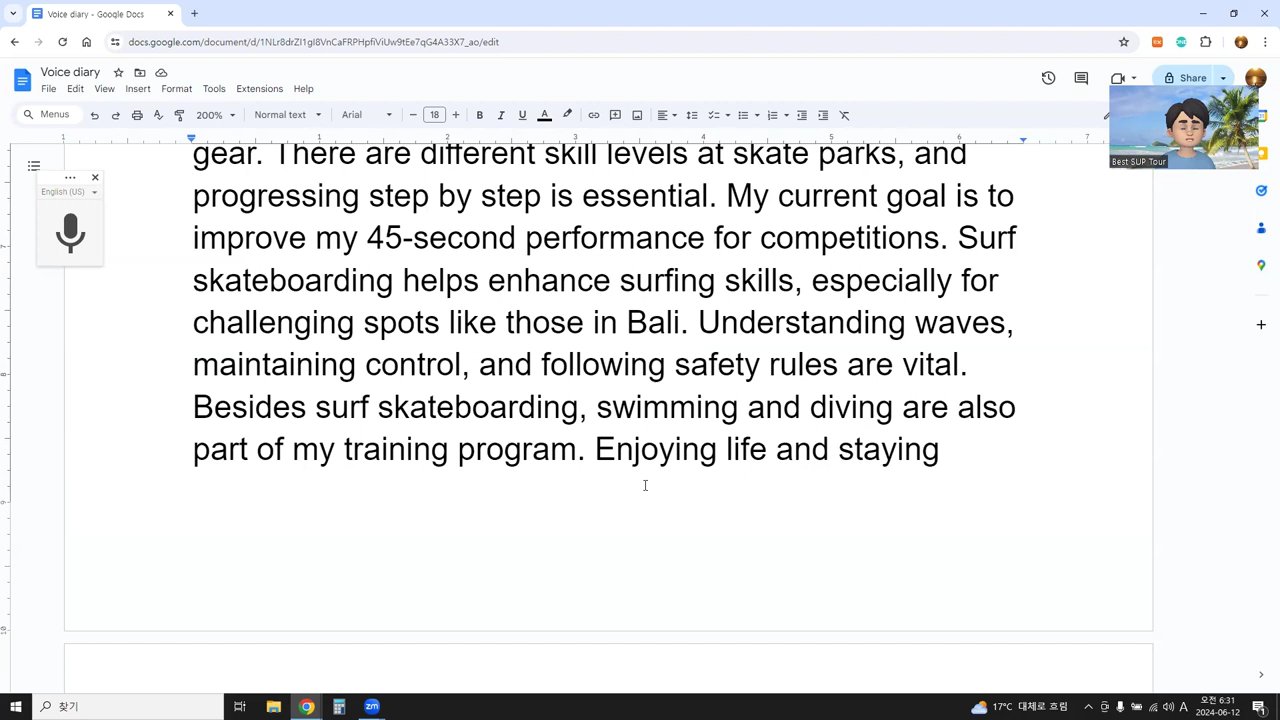 Voice diary - Google Docs
docs.google.com/document/d/1NLr8drZI1gI8VnCaFRPHpfiViUw9tEe7qG4A33X7_ao/edit
Voice diary
File Edit View Insert Format Tools Extensions Help
Share
Menus 200% Normal text Arial 18
Best SUP Tour
English (US)
gear. There are different skill levels at skate parks, and
progressing step by step is essential. My current goal is to
improve my 45-second performance for competitions. Surf
skateboarding helps enhance surfing skills, especially for
challenging spots like those in Bali. Understanding waves,
maintaining control, and following safety rules are vital.
Besides surf skateboarding, swimming and diving are also
part of my training program. Enjoying life and staying
찾기
17°C 대체로 흐림
오전 6:31
2024-06-12